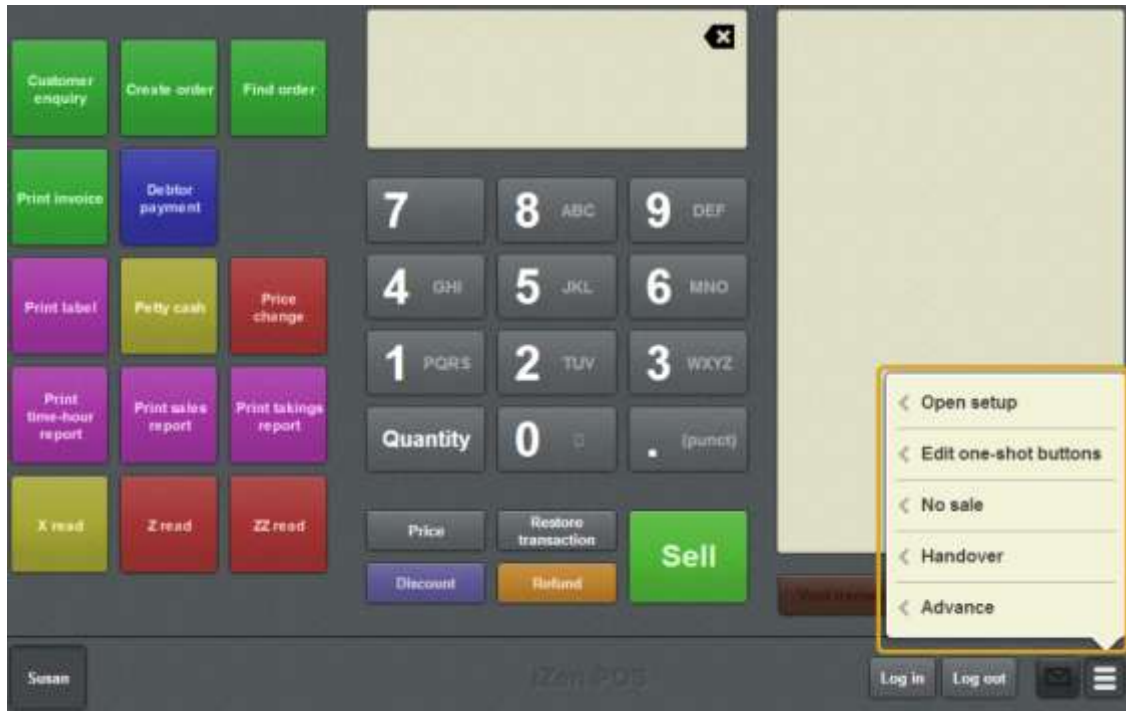 Customer
enquiry
Create order
Find order
Print invoice
Debtor
payment
Print label
Petty cash
Price
change
Print
time-hour
report
Print sales
report
Print takings
report
X read
Z read
ZZ read
7
8 ABC
9 DEF
4 GHI
5 JKL
6 MNO
1 PQRS
2 TUV
3 WXYZ
Quantity
0
. (punct)
Price
Restore
transaction
Discount
Refund
Sell
Open setup
Edit one-shot buttons
No sale
Handover
Advance
Susan
Log in
Log out